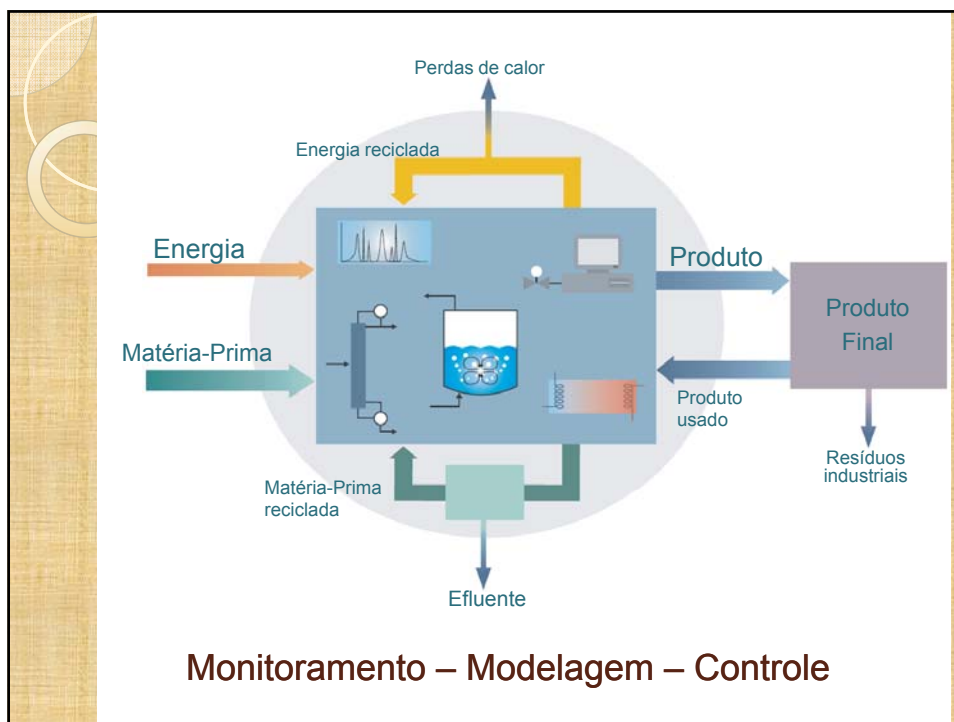 Perdas de calor
Energia reciclada
Energia
Produto
Produto
Final
Matéria-Prima
Produto
usado
Resíduos
industriais
Matéria-Prima
reciclada
Efluente
Monitoramento – Modelagem – Controle